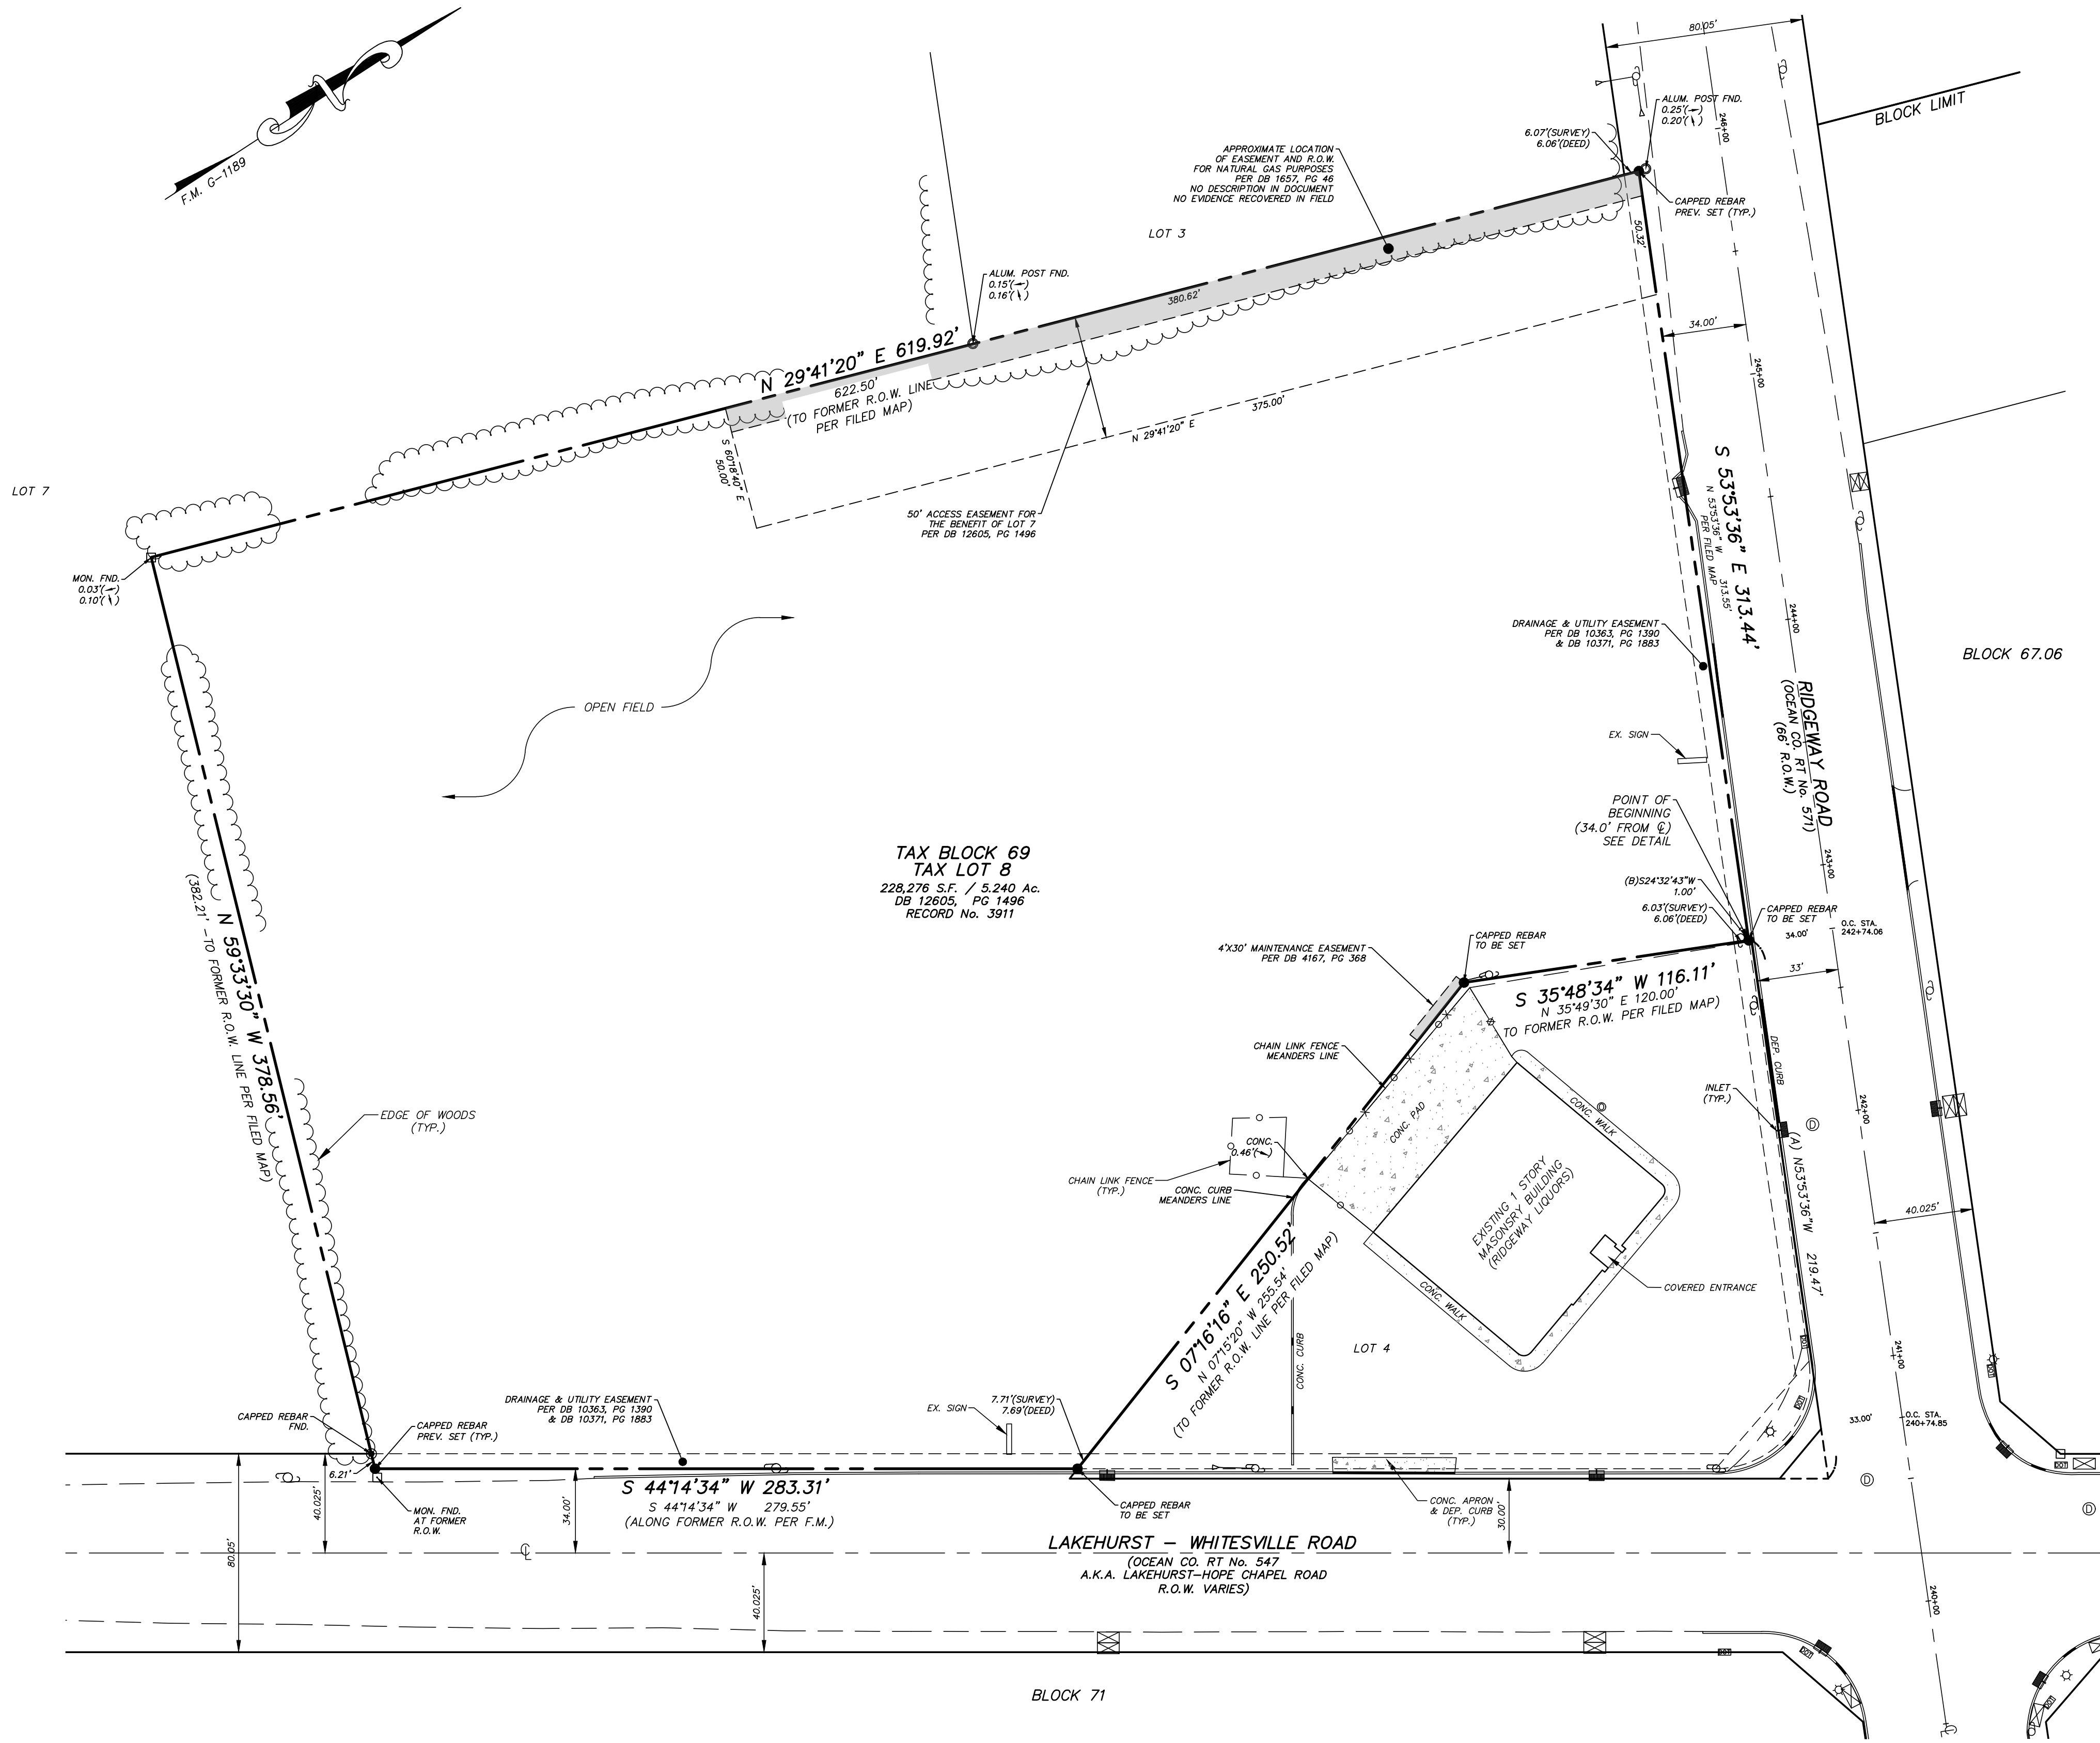 80.05'
F.M. G-1189
BLOCK LIMIT
246+00
ALUM. POST FND.
0.25'
0.20'
6.07'(SURVEY)
6.06'(DEED)
APPROXIMATE LOCATION
OF EASEMENT AND R.O.W.
FOR NATURAL GAS PURPOSES
PER DB 1657, PG 46
NO DESCRIPTION IN DOCUMENT
NO EVIDENCE RECOVERED IN FIELD
CAPPED REBAR
PREV. SET (TYP.)
50.32'
LOT 3
ALUM. POST FND.
0.15'
0.16'
380.62'
34.00'
245+00
N 29°41'20" E 619.92'
622.50'
(TO FORMER R.O.W. LINE
PER FILED MAP)
375.00'
N 29°41'20" E
S 60°18'40" E
50.00'
LOT 7
50' ACCESS EASEMENT FOR
THE BENEFIT OF LOT 7
PER DB 12605, PG 1496
S 53°53'36" E 313.44'
N 53°53'36" W 313.55'
PER FILED MAP
MON. FND.
0.03'
0.10'
244+00
DRAINAGE & UTILITY EASEMENT
PER DB 10363, PG 1390
& DB 10371, PG 1883
BLOCK 67.06
OPEN FIELD
RIDGEWAY ROAD
(OCEAN CO. RT No. 571)
(66' R.O.W.)
EX. SIGN
POINT OF
BEGINNING
(34.0' FROM ℄)
SEE DETAIL
243+00
TAX BLOCK 69
TAX LOT 8
228,276 S.F. / 5.240 Ac.
DB 12605, PG 1496
RECORD No. 3911
(B)S24°32'43"W
1.00'
6.03'(SURVEY)
6.06'(DEED)
CAPPED REBAR
TO BE SET
34.00'
O.C. STA.
242+74.06
CAPPED REBAR
TO BE SET
4'X30' MAINTENANCE EASEMENT
PER DB 4167, PG 368
33'
S 35°48'34" W 116.11'
N 35°49'30" E 120.00'
TO FORMER R.O.W. PER FILED MAP)
N 59°33'30" W 378.56'
(382.21' -TO FORMER R.O.W. LINE PER FILED MAP)
CHAIN LINK FENCE
MEANDERS LINE
DEP. CURB
INLET
(TYP.)
242+00
CONC. PAD
CONC. WALK
EDGE OF WOODS
(TYP.)
D
CONC.
0.46'
CHAIN LINK FENCE
(TYP.)
CONC. CURB
MEANDERS LINE
EXISTING 1 STORY
MASONSRY BUILDING
(RIDGEWAY LIQUORS)
(A) N53°53'36"W 219.47'
40.025'
COVERED ENTRANCE
CONC. WALK
S 07°16'16" E 250.52'
N 07°15'20" W 255.54'
(TO FORMER R.O.W. LINE PER FILED MAP)
CONC. CURB
LOT 4
241+00
DRAINAGE & UTILITY EASEMENT
PER DB 10363, PG 1390
& DB 10371, PG 1883
EX. SIGN
7.71'(SURVEY)
7.69'(DEED)
33.00'
O.C. STA.
240+74.85
CAPPED REBAR
FND.
CAPPED REBAR
PREV. SET (TYP.)
6.21'
40.025'
34.00'
80.05'
MON. FND.
AT FORMER
R.O.W.
S 44°14'34" W 283.31'
S 44°14'34" W 279.55'
(ALONG FORMER R.O.W. PER F.M.)
CAPPED REBAR
TO BE SET
CONC. APRON
& DEP. CURB
(TYP.)
30.00'
D
D
℄
LAKEHURST - WHITESVILLE ROAD
(OCEAN CO. RT No. 547
A.K.A. LAKEHURST-HOPE CHAPEL ROAD
R.O.W. VARIES)
40.025'
240+00
BLOCK 71
℄